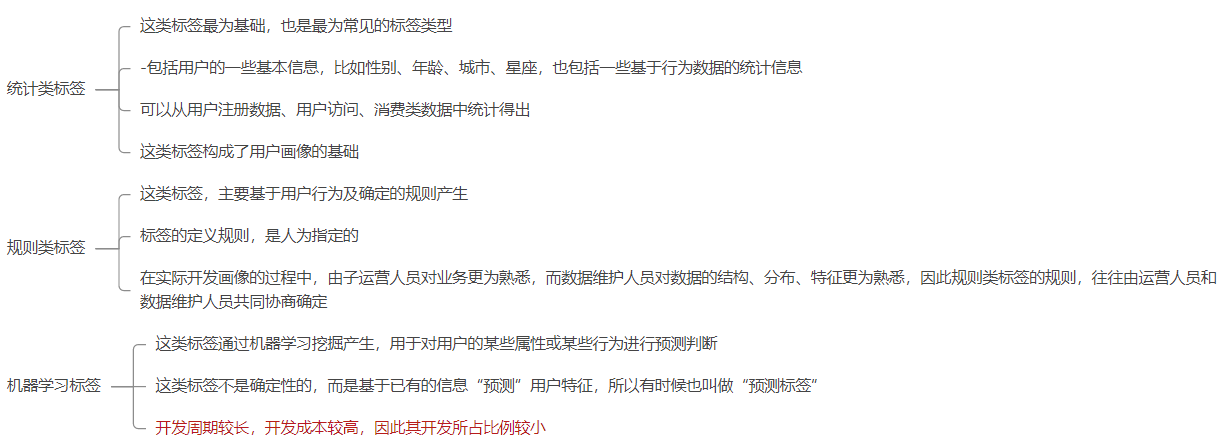 统计类标签
这类标签最为基础，也是最为常见的标签类型
-包括用户的一些基本信息，比如性别、年龄、城市、星座，也包括一些基于行为数据的统计信息
可以从用户注册数据、用户访问、消费类数据中统计得出
这类标签构成了用户画像的基础
规则类标签
这类标签，主要基于用户行为及确定的规则产生
标签的定义规则，是人为指定的
在实际开发画像的过程中，由子运营人员对业务更为熟悉，而数据维护人员对数据的结构、分布、特征更为熟悉，因此规则类标签的规则，往往由运营人员和
数据维护人员共同协商确定
机器学习标签
这类标签通过机器学习挖掘产生，用于对用户的某些属性或某些行为进行预测判断
这类标签不是确定性的，而是基于已有的信息“预测”用户特征，所以有时候也叫做“预测标签”
开发周期较长，开发成本较高，因此其开发所占比例较小